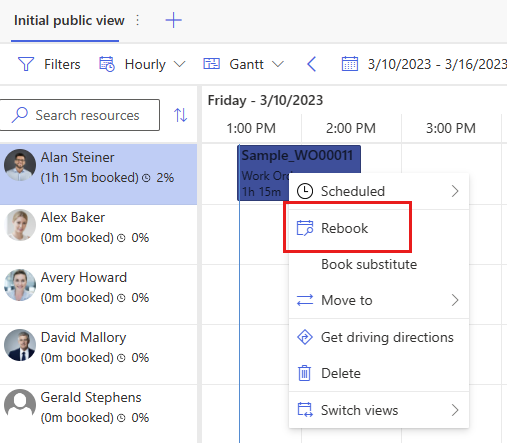 Initial public view
Filters
Hourly
Gantt
3/10/2023 - 3/16/2023
Search resources
Friday - 3/10/2023
1:00 PM
2:00 PM
3:00 PM
Alan Steiner
(1h 15m booked) 2%
Sample_WO00011
Work Or
1h 15m
Scheduled
Alex Baker
(0m booked) 0%
Rebook
Book substitute
Avery Howard
(0m booked) 0%
Move to
David Mallory
(0m booked) 0%
Get driving directions
Delete
Gerald Stephens
(0m booked) 0%
Switch views